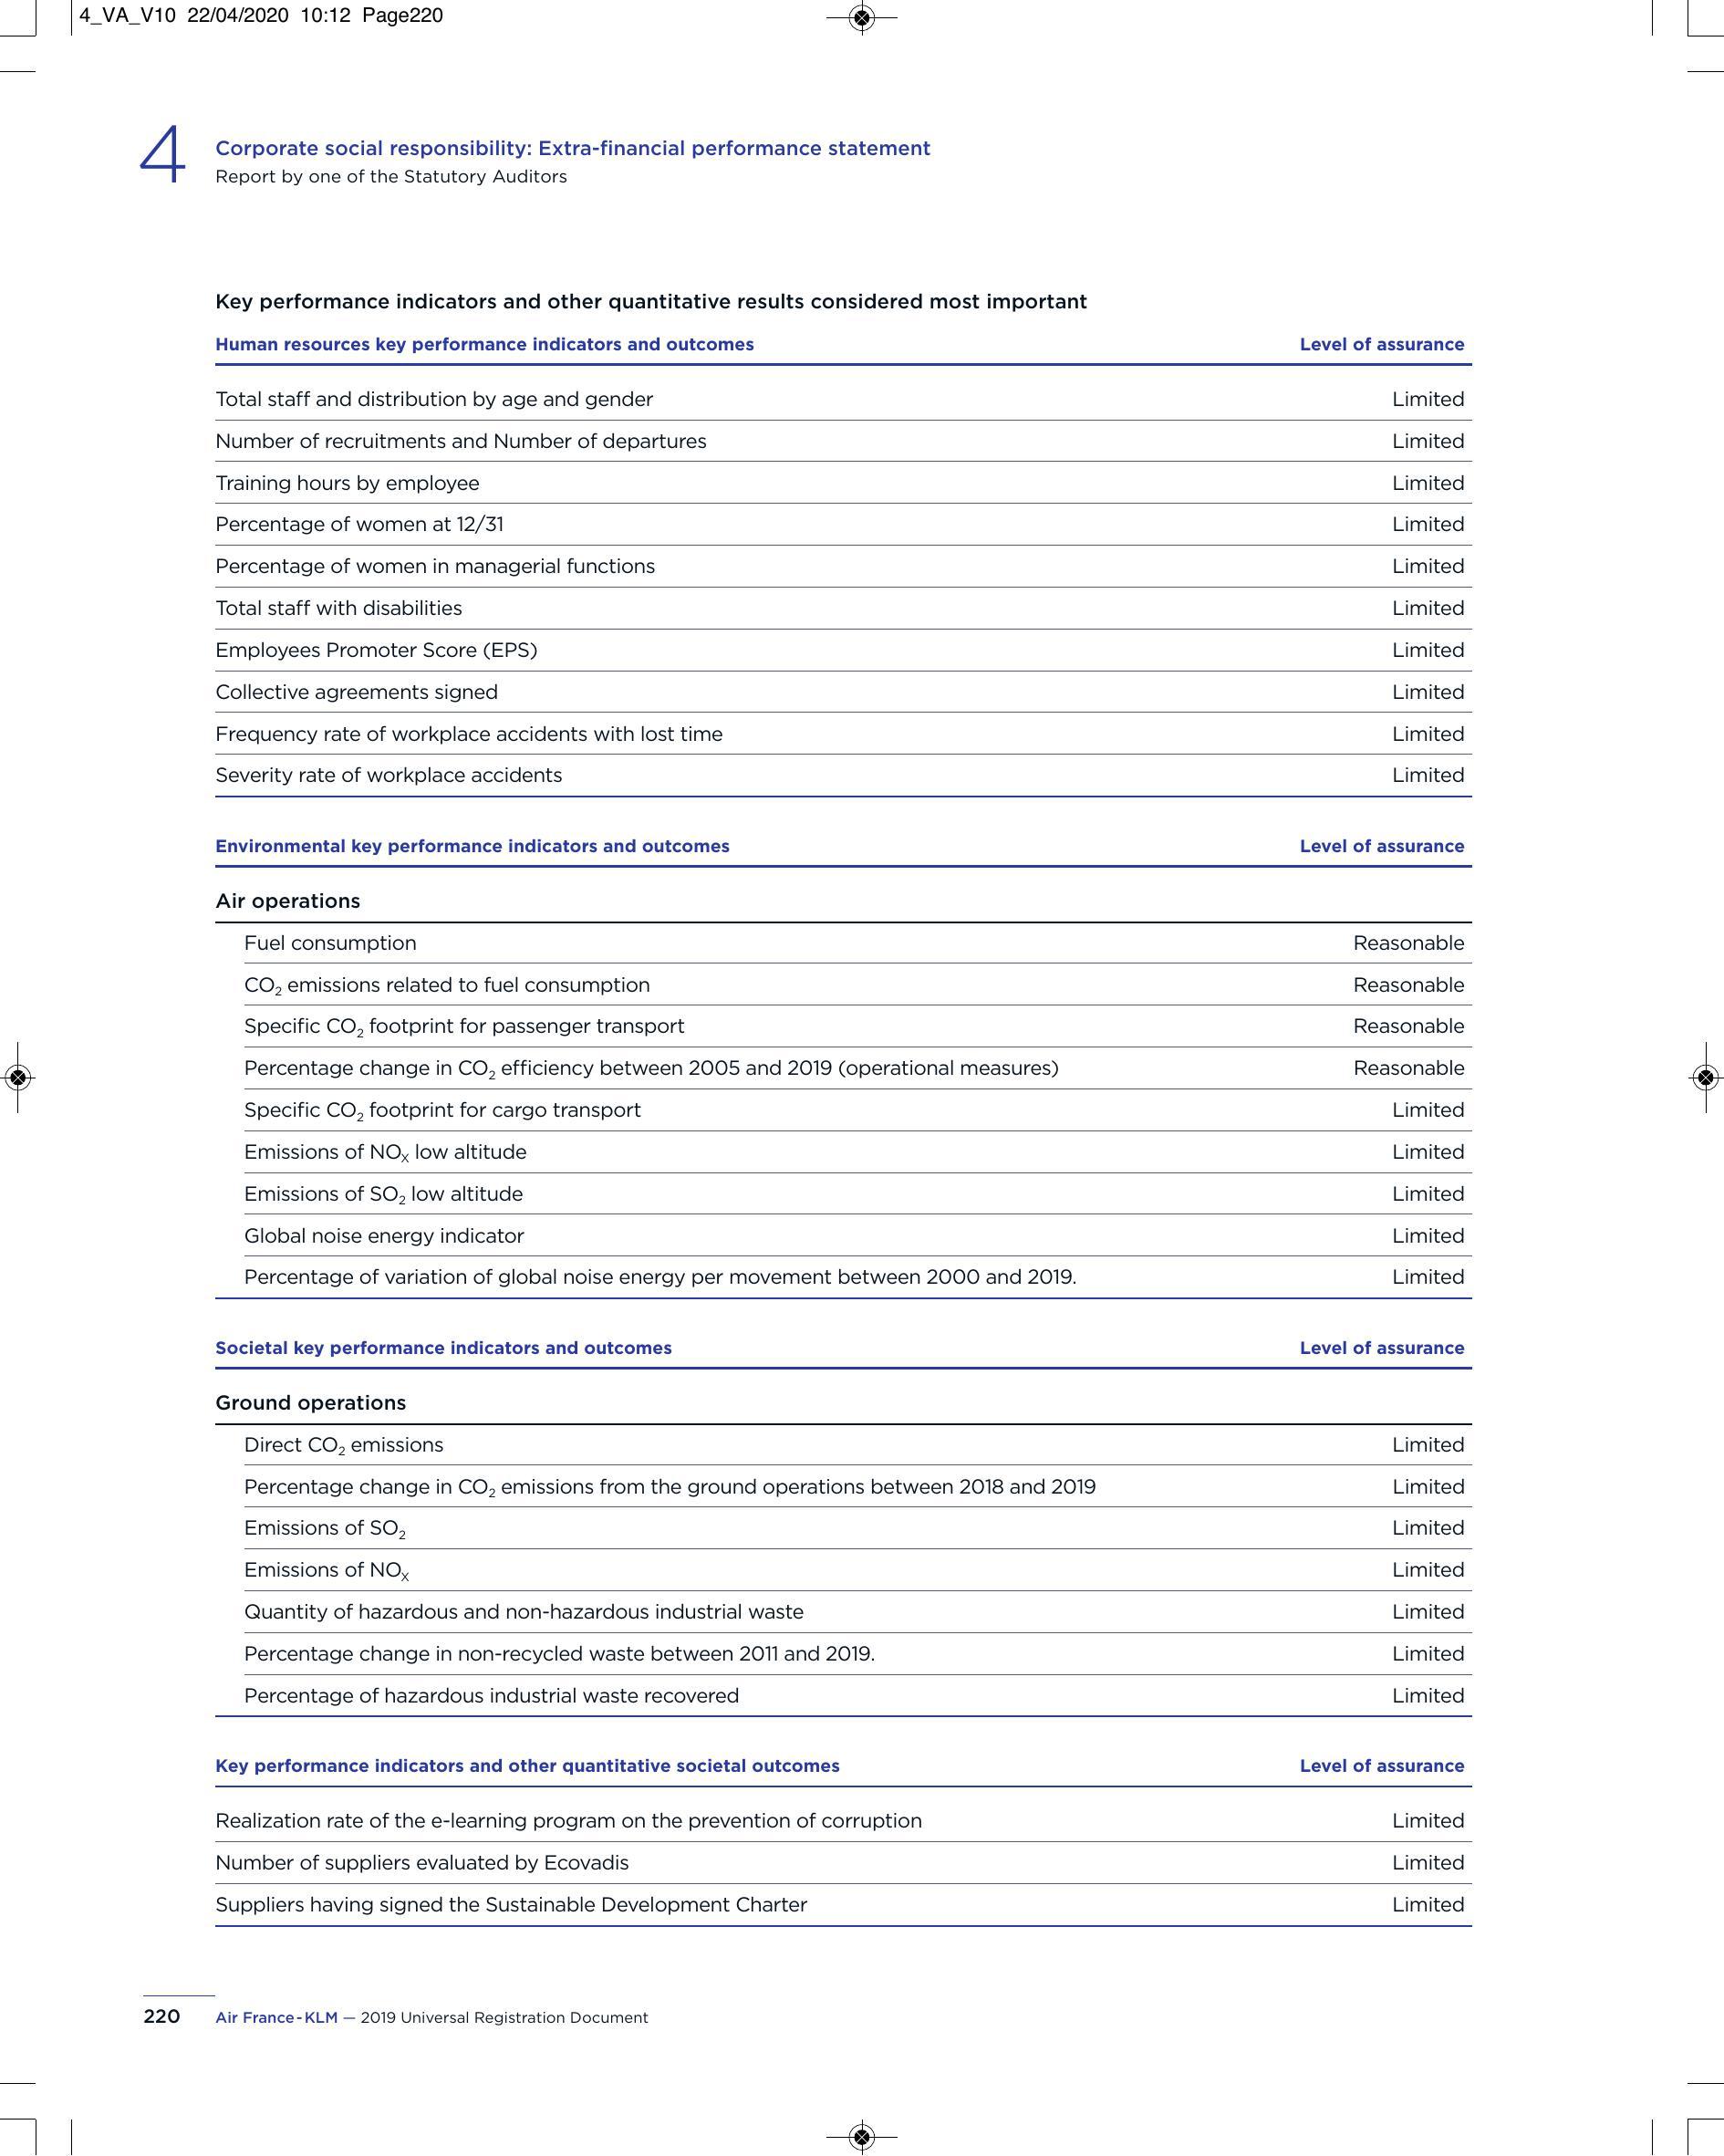 4_VA_V10 22/04/2020 10:12 Page220
4
Corporate social responsibility: Extra-financial performance statement
Report by one of the Statutory Auditors
Key performance indicators and other quantitative results considered most important
Human resources key performance indicators and outcomes Level of assurance
Total staff and distribution by age and gender Limited
Number of recruitments and Number of departures Limited
Training hours by employee Limited
Percentage of women at 12/31 Limited
Percentage of women in managerial functions Limited
Total staff with disabilities Limited
Employees Promoter Score (EPS) Limited
Collective agreements signed Limited
Frequency rate of workplace accidents with lost time Limited
Severity rate of workplace accidents Limited
Environmental key performance indicators and outcomes Level of assurance
Air operations
Fuel consumption Reasonable
CO₂ emissions related to fuel consumption Reasonable
Specific CO₂ footprint for passenger transport Reasonable
Percentage change in CO₂ efficiency between 2005 and 2019 (operational measures) Reasonable
Specific CO₂ footprint for cargo transport Limited
Emissions of NOₓ low altitude Limited
Emissions of SO₂ low altitude Limited
Global noise energy indicator Limited
Percentage of variation of global noise energy per movement between 2000 and 2019. Limited
Societal key performance indicators and outcomes Level of assurance
Ground operations
Direct CO₂ emissions Limited
Percentage change in CO₂ emissions from the ground operations between 2018 and 2019 Limited
Emissions of SO₂ Limited
Emissions of NOₓ Limited
Quantity of hazardous and non-hazardous industrial waste Limited
Percentage change in non-recycled waste between 2011 and 2019. Limited
Percentage of hazardous industrial waste recovered Limited
Key performance indicators and other quantitative societal outcomes Level of assurance
Realization rate of the e-learning program on the prevention of corruption Limited
Number of suppliers evaluated by Ecovadis Limited
Suppliers having signed the Sustainable Development Charter Limited
220 Air France-KLM — 2019 Universal Registration Document